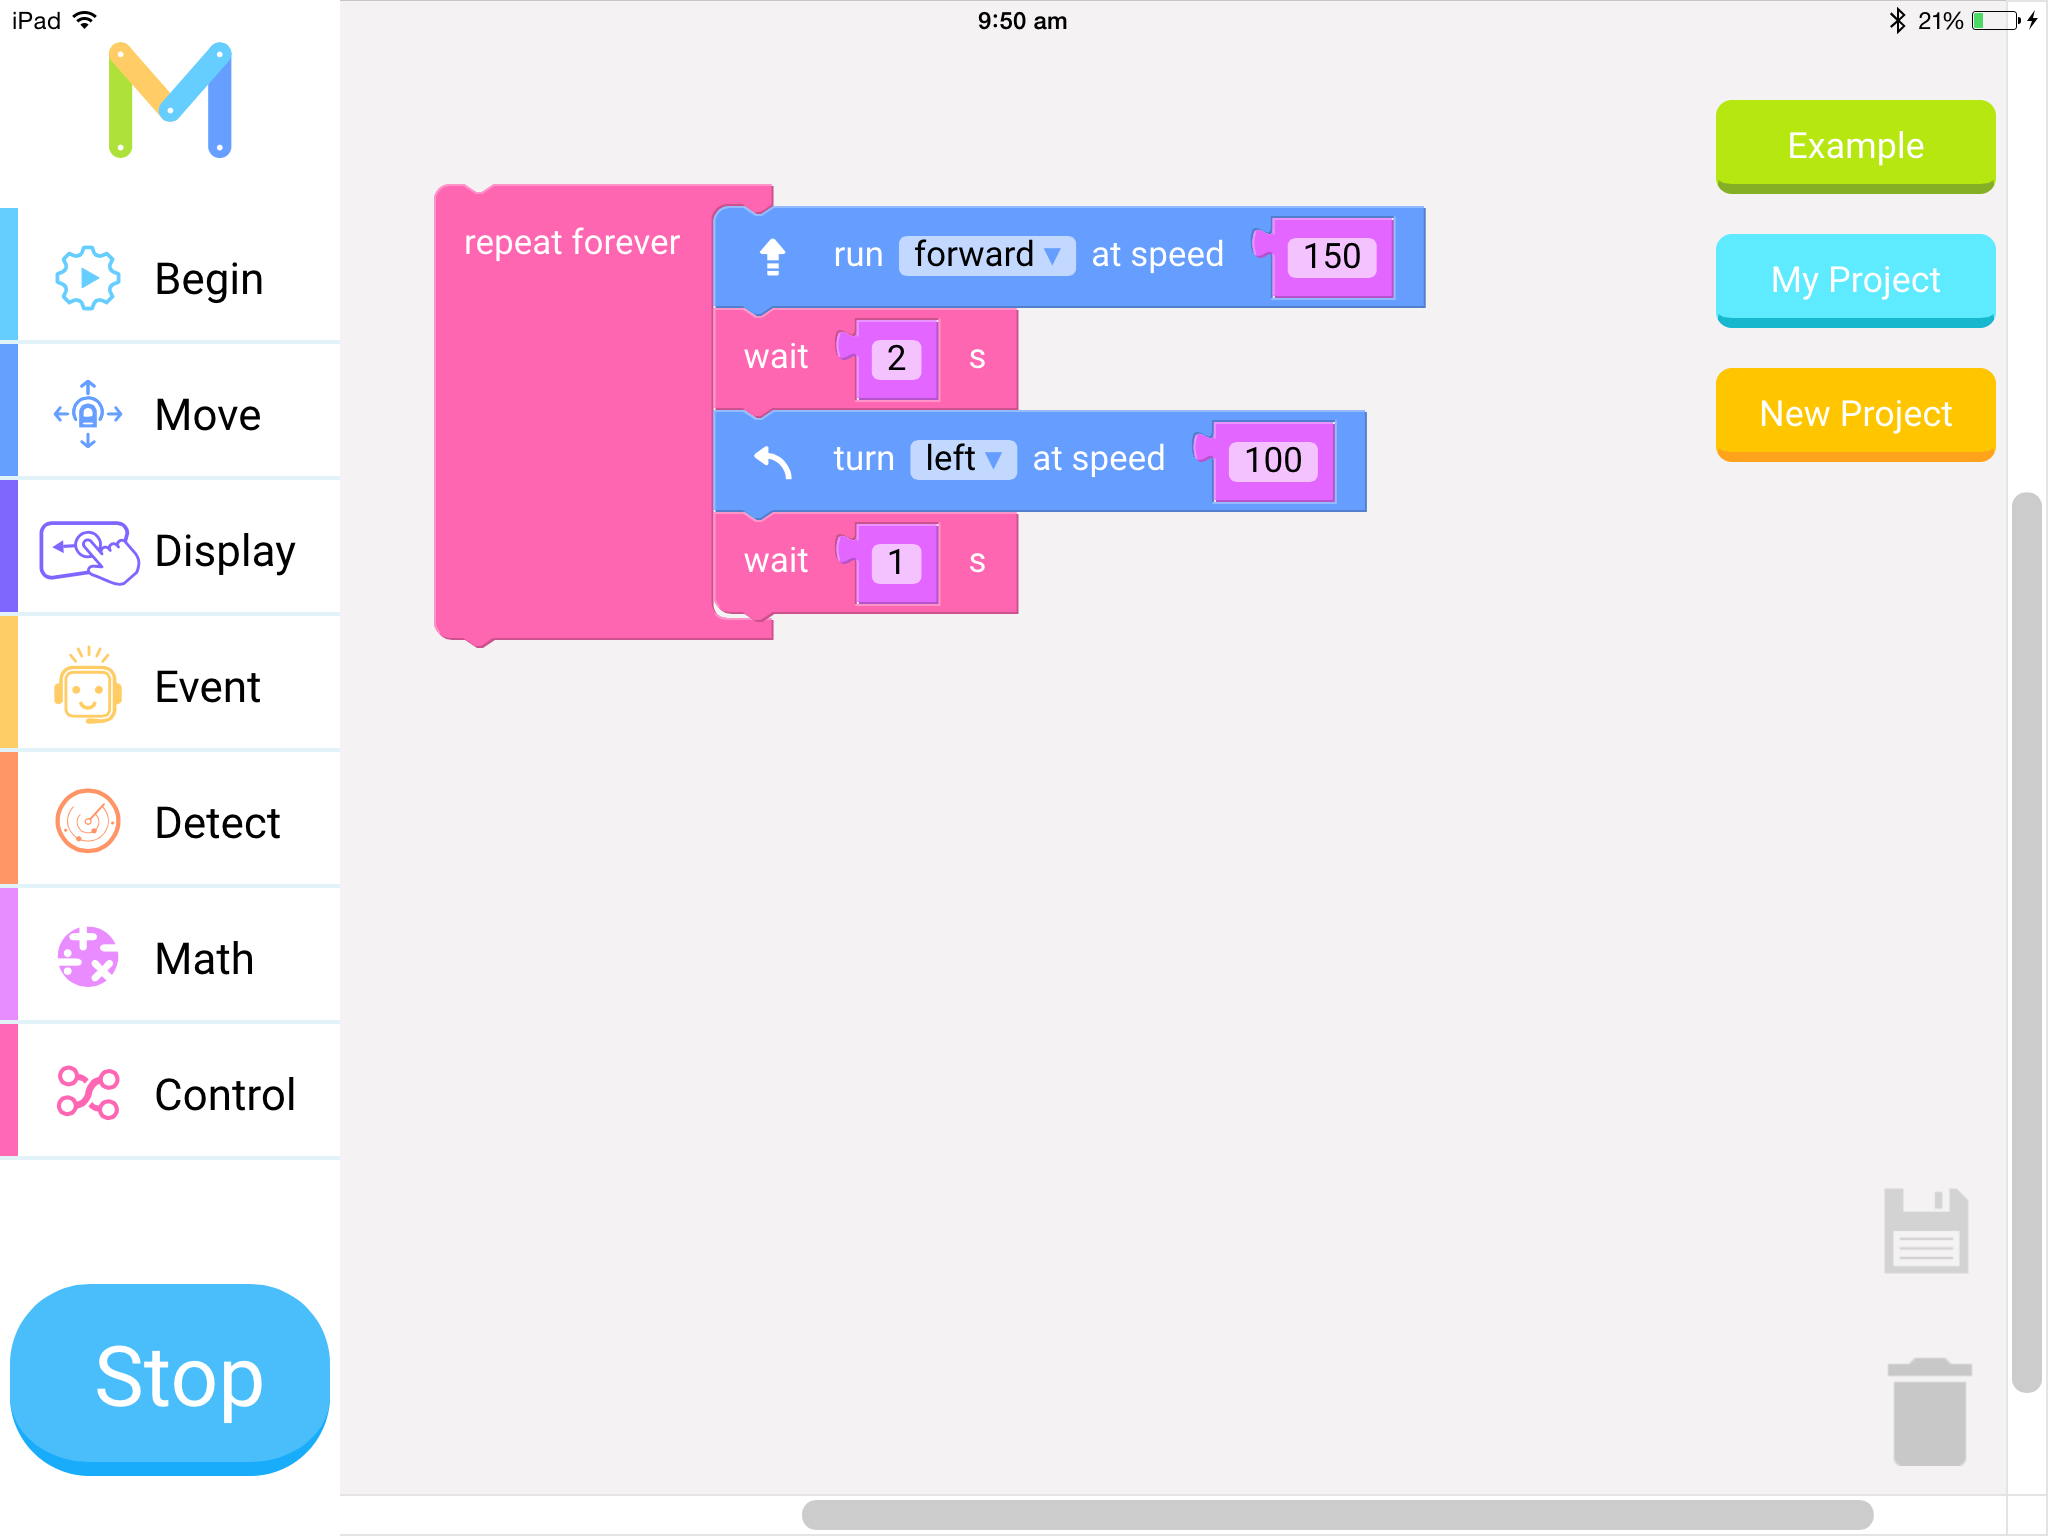 iPad 9:50 am 21%
Example
My Project
New Project
Begin
Move
Display
Event
Detect
Math
Control
Stop
repeat forever
run forward ▾ at speed 150
wait 2 s
turn left ▾ at speed 100
wait 1 s